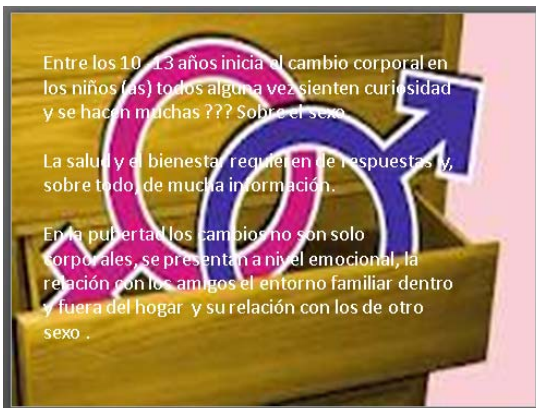 Entre los 10 -13 años inicia el cambio corporal en
los niños (as) todos alguna vez sienten curiosidad
y se hacen muchas ??? Sobre el sexo.
La salud y el bienestar requieren de respuestas y,
sobre todo, de mucha información.
En la pubertad los cambios no son solo
corporales, se presentan a nivel emocional, la
relación con los amigos el entorno familiar dentro
y fuera del hogar y su relación con los de otro
sexo .